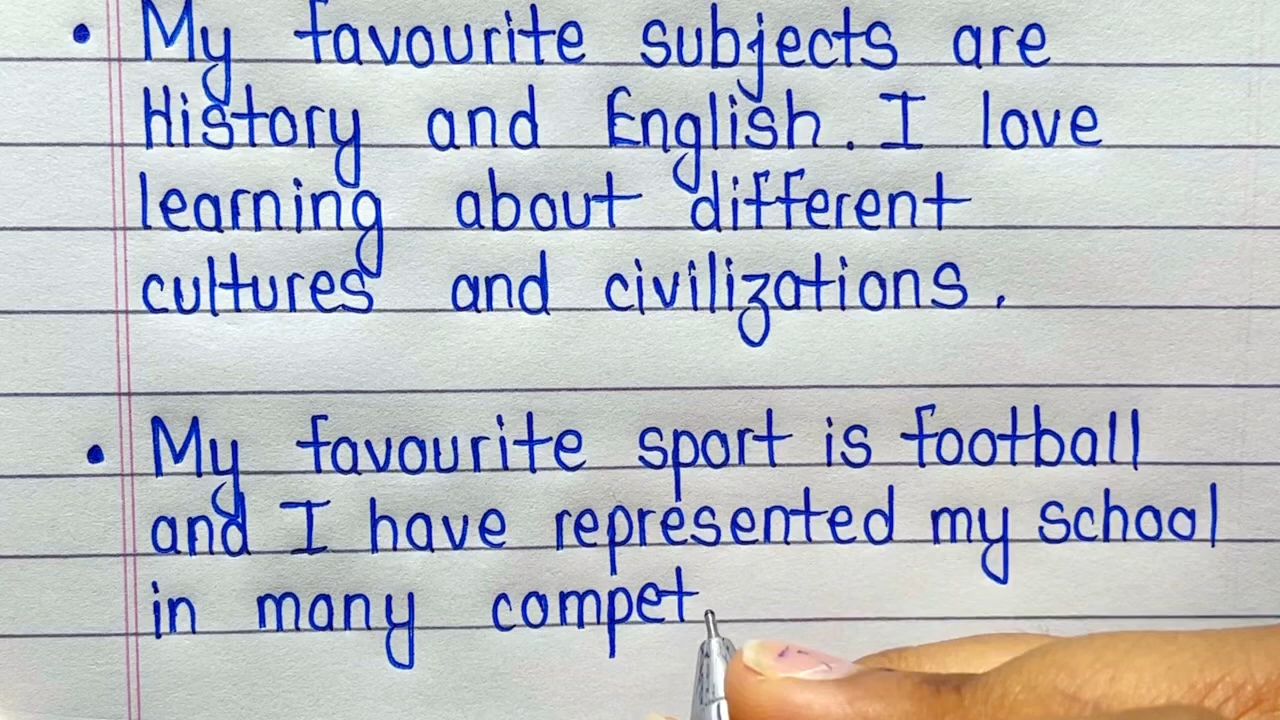 • My favourite subjects are
History and English. I love
learning about different
cultures and civilizations.
• My favourite sport is football
and I have represented my school
in many compet